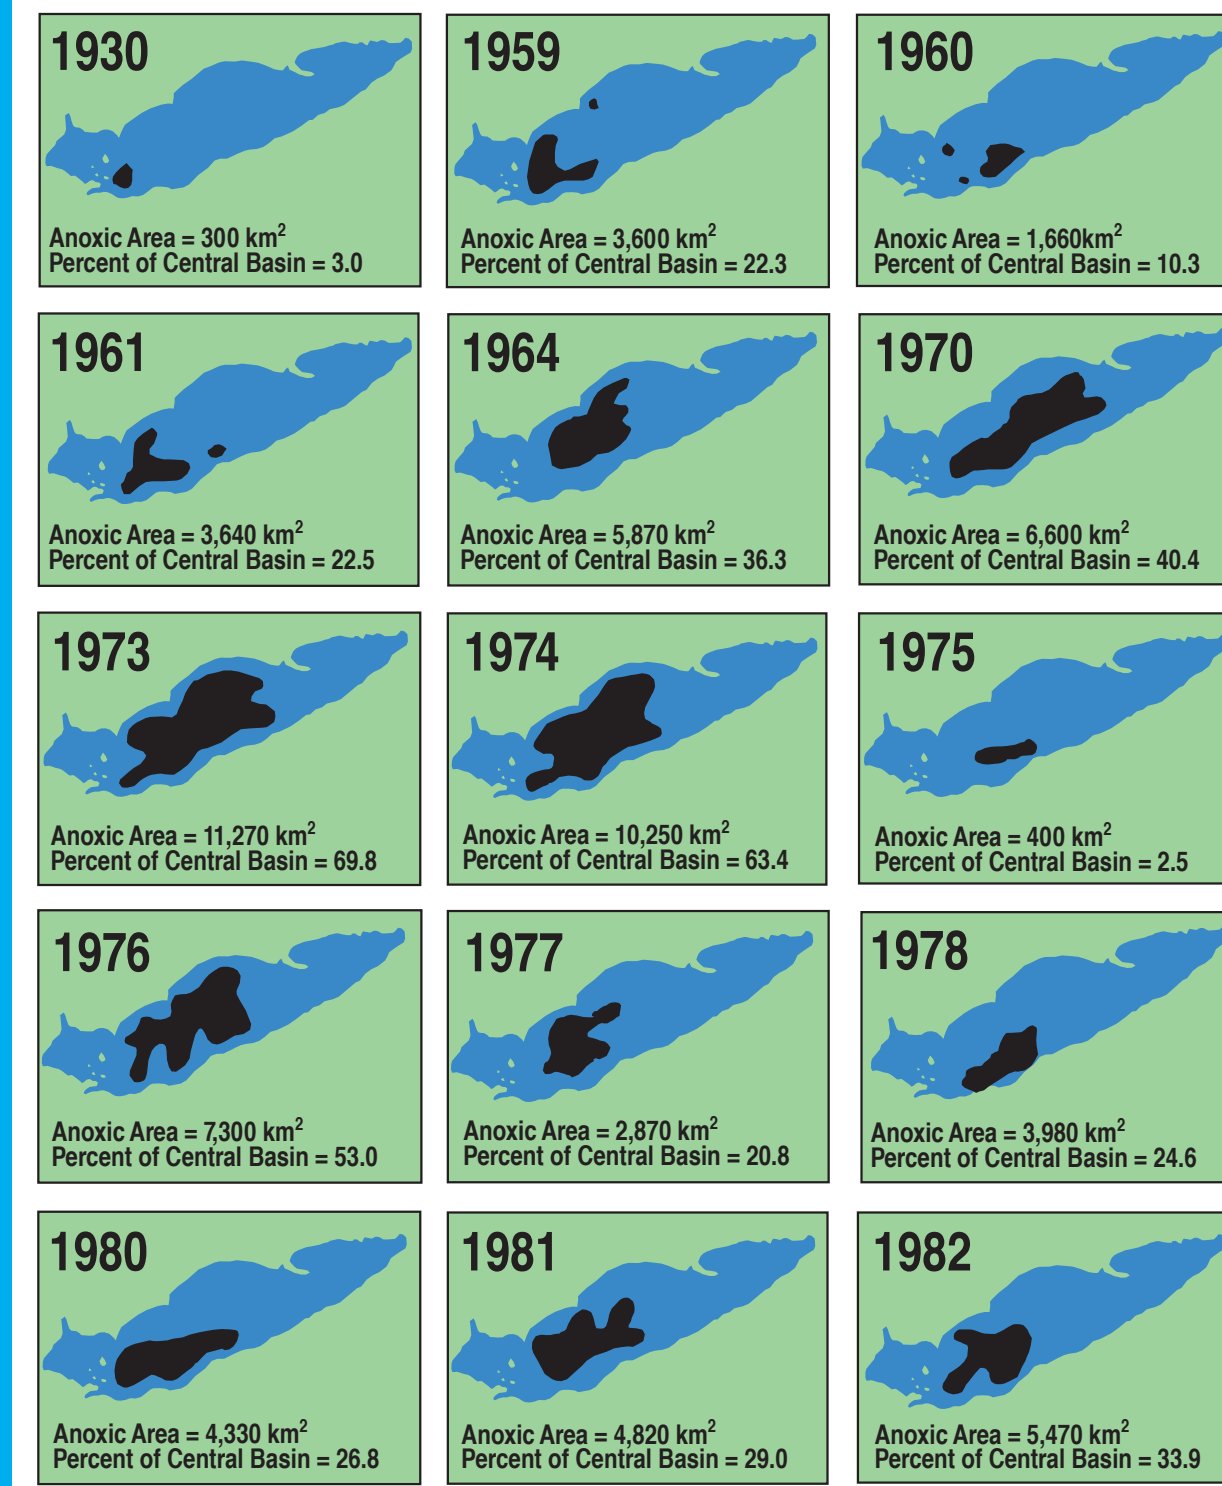 1930
Anoxic Area = 300 km²
Percent of Central Basin = 3.0
1959
Anoxic Area = 3,600 km²
Percent of Central Basin = 22.3
1960
Anoxic Area = 1,660km²
Percent of Central Basin = 10.3
1961
Anoxic Area = 3,640 km²
Percent of Central Basin = 22.5
1964
Anoxic Area = 5,870 km²
Percent of Central Basin = 36.3
1970
Anoxic Area = 6,600 km²
Percent of Central Basin = 40.4
1973
Anoxic Area = 11,270 km²
Percent of Central Basin = 69.8
1974
Anoxic Area = 10,250 km²
Percent of Central Basin = 63.4
1975
Anoxic Area = 400 km²
Percent of Central Basin = 2.5
1976
Anoxic Area = 7,300 km²
Percent of Central Basin = 53.0
1977
Anoxic Area = 2,870 km²
Percent of Central Basin = 20.8
1978
Anoxic Area = 3,980 km²
Percent of Central Basin = 24.6
1980
Anoxic Area = 4,330 km²
Percent of Central Basin = 26.8
1981
Anoxic Area = 4,820 km²
Percent of Central Basin = 29.0
1982
Anoxic Area = 5,470 km²
Percent of Central Basin = 33.9